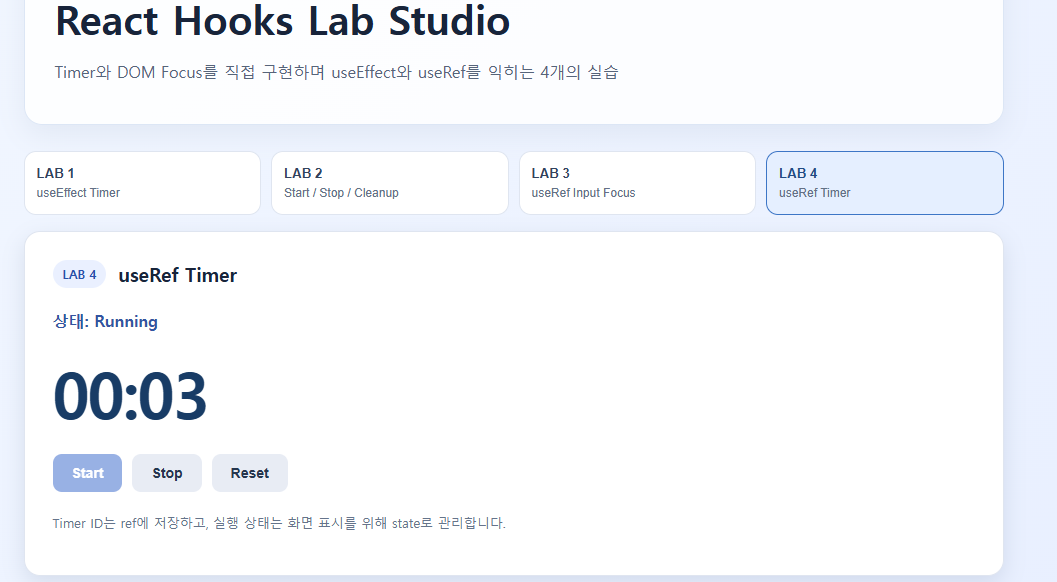 React Hooks Lab Studio
Timer와 DOM Focus를 직접 구현하며 useEffect와 useRef를 익히는 4개의 실습
LAB 1
useEffect Timer
LAB 2
Start / Stop / Cleanup
LAB 3
useRef Input Focus
LAB 4
useRef Timer
LAB 4 useRef Timer
상태: Running
00:03
Start Stop Reset
Timer ID는 ref에 저장하고, 실행 상태는 화면 표시를 위해 state로 관리합니다.